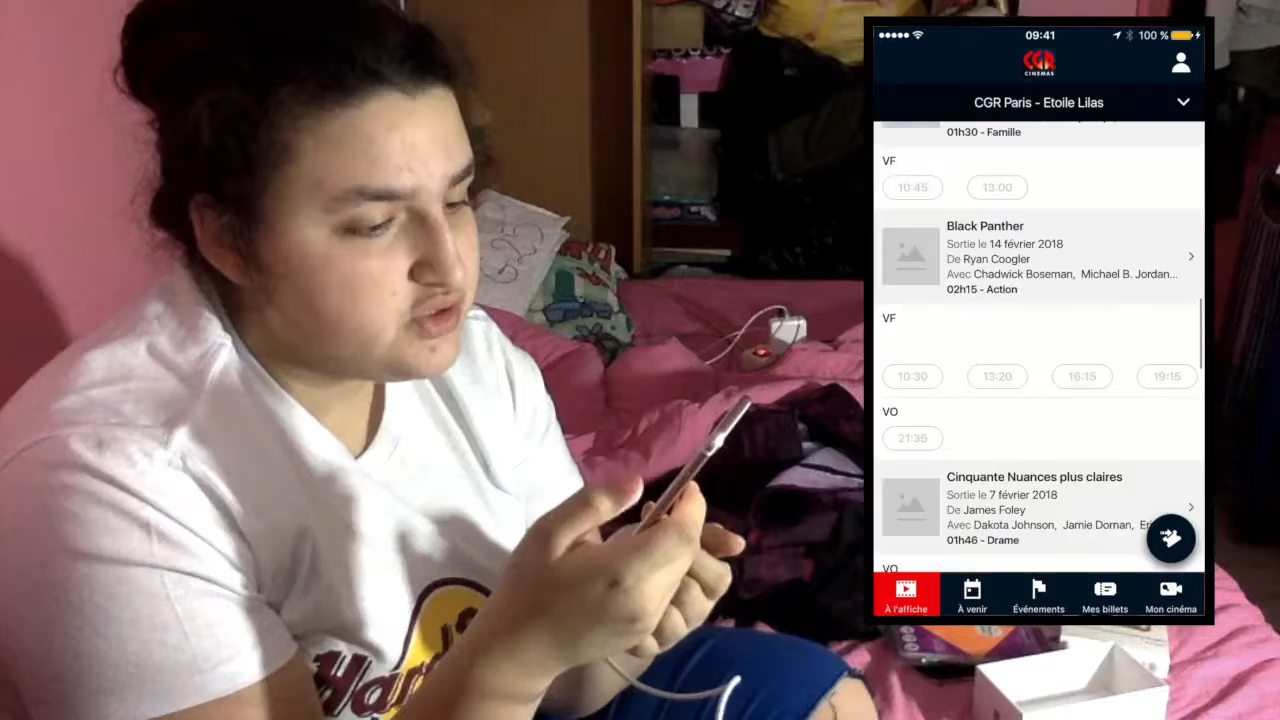 09:41
100 %
CGR
CINEMAS
CGR Paris - Etoile Lilas
01h30 - Famille
VF
10:45 13:00
Black Panther
Sortie le 14 février 2018
De Ryan Coogler
Avec Chadwick Boseman, Michael B. Jordan...
02h15 - Action
VF
10:30 13:20 16:15 19:15
VO
21:35
Cinquante Nuances plus claires
Sortie le 7 février 2018
De James Foley
Avec Dakota Johnson, Jamie Dornan,
01h46 - Drame
VO
À l'affiche À venir Événements Mes billets Mon cinéma